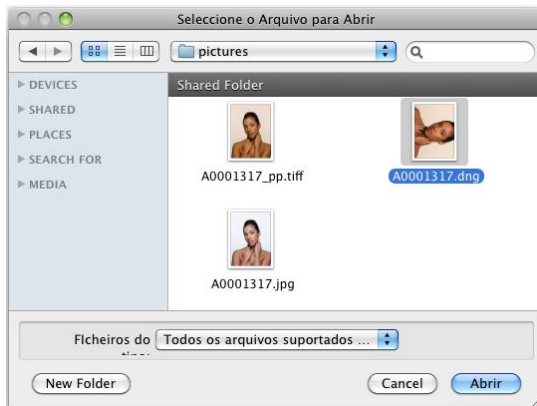 Seleccione o Arquivo para Abrir
pictures
DEVICES
SHARED
PLACES
SEARCH FOR
MEDIA
Shared Folder
A0001317_pp.tiff
A0001317.dng
A0001317.jpg
FIcheiros do
Todos os arquivos suportados ...
New Folder
Cancel
Abrir